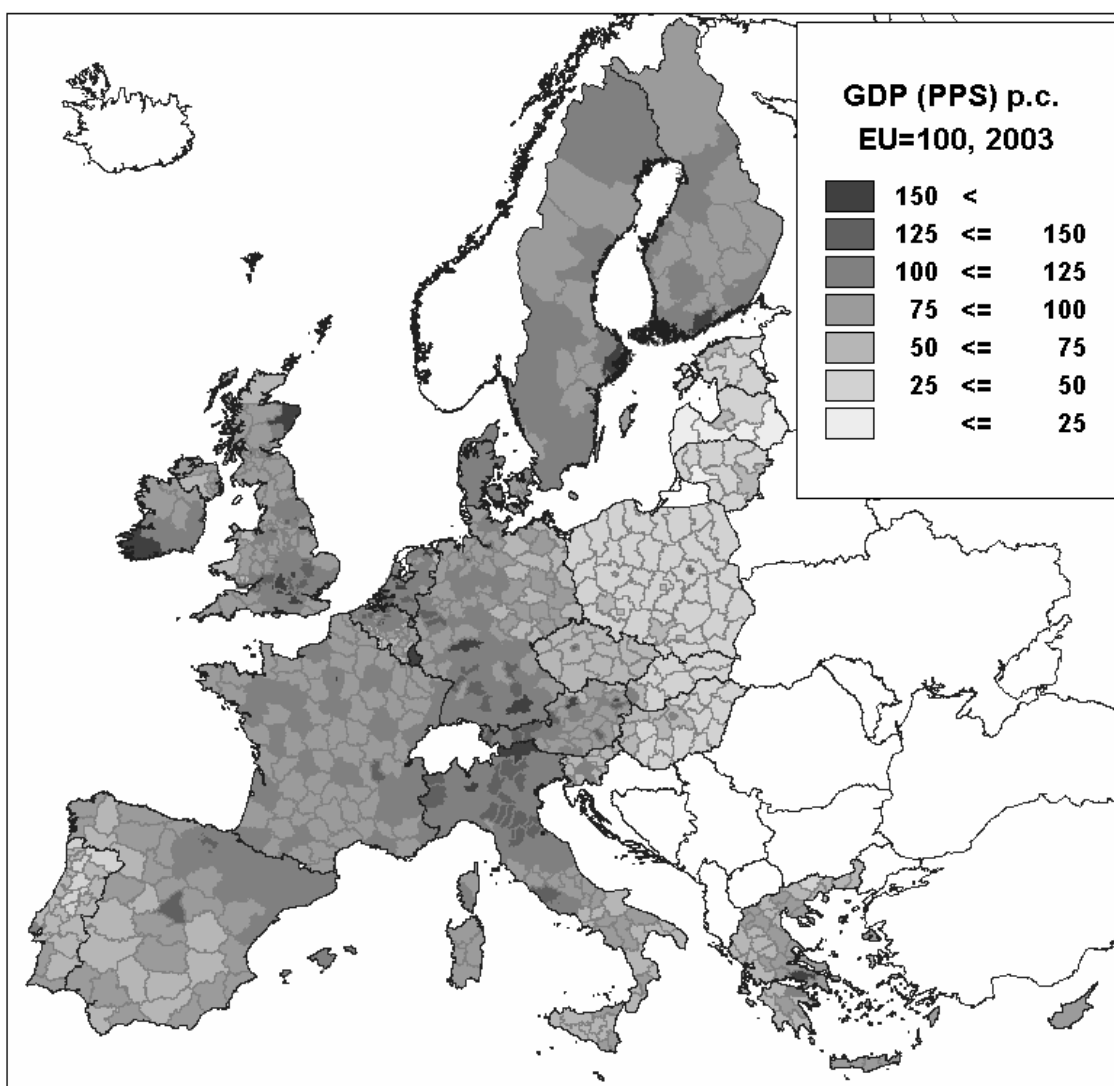 GDP (PPS) p.c.
EU=100, 2003
150 <
125 <= 150
100 <= 125
75 <= 100
50 <= 75
25 <= 50
<= 25